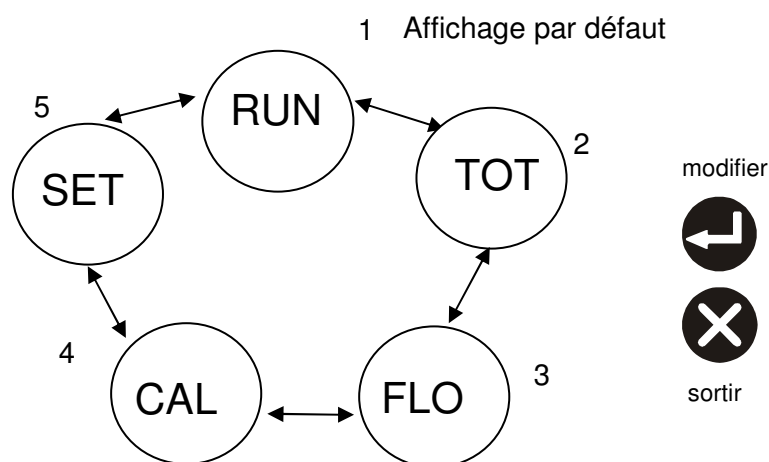 1 Affichage par défaut
RUN
5
SET
2
TOT
modifier
4
CAL
3
FLO
sortir